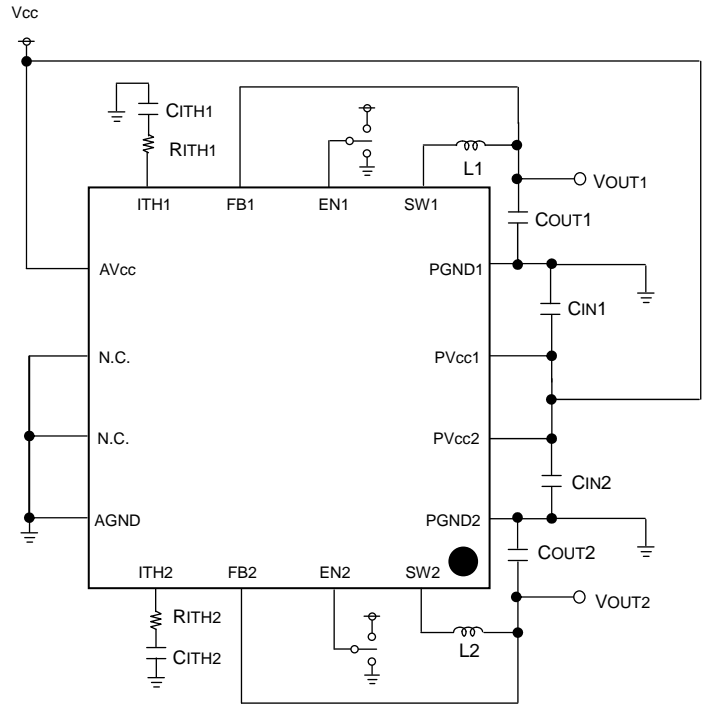 Vcc
CITH1
RITH1
L1
VOUT1
COUT1
ITH1
FB1
EN1
SW1
AVcc
PGND1
CIN1
N.C.
PVcc1
N.C.
PVcc2
CIN2
AGND
PGND2
COUT2
ITH2
FB2
EN2
SW2
VOUT2
RITH2
L2
CITH2